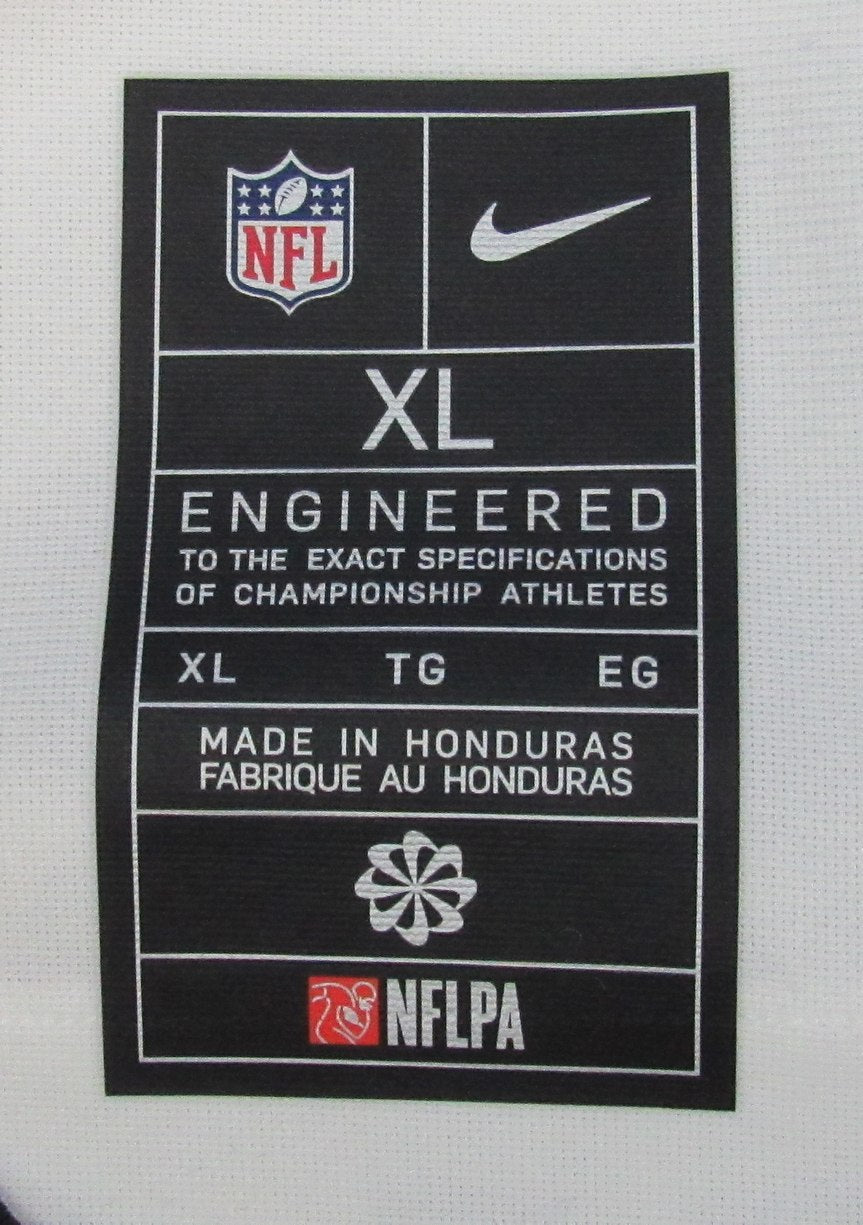 NFL
XL
ENGINEERED
TO THE EXACT SPECIFICATIONS
OF CHAMPIONSHIP ATHLETES
XL TG EG
MADE IN HONDURAS
FABRIQUE AU HONDURAS
NFLPA